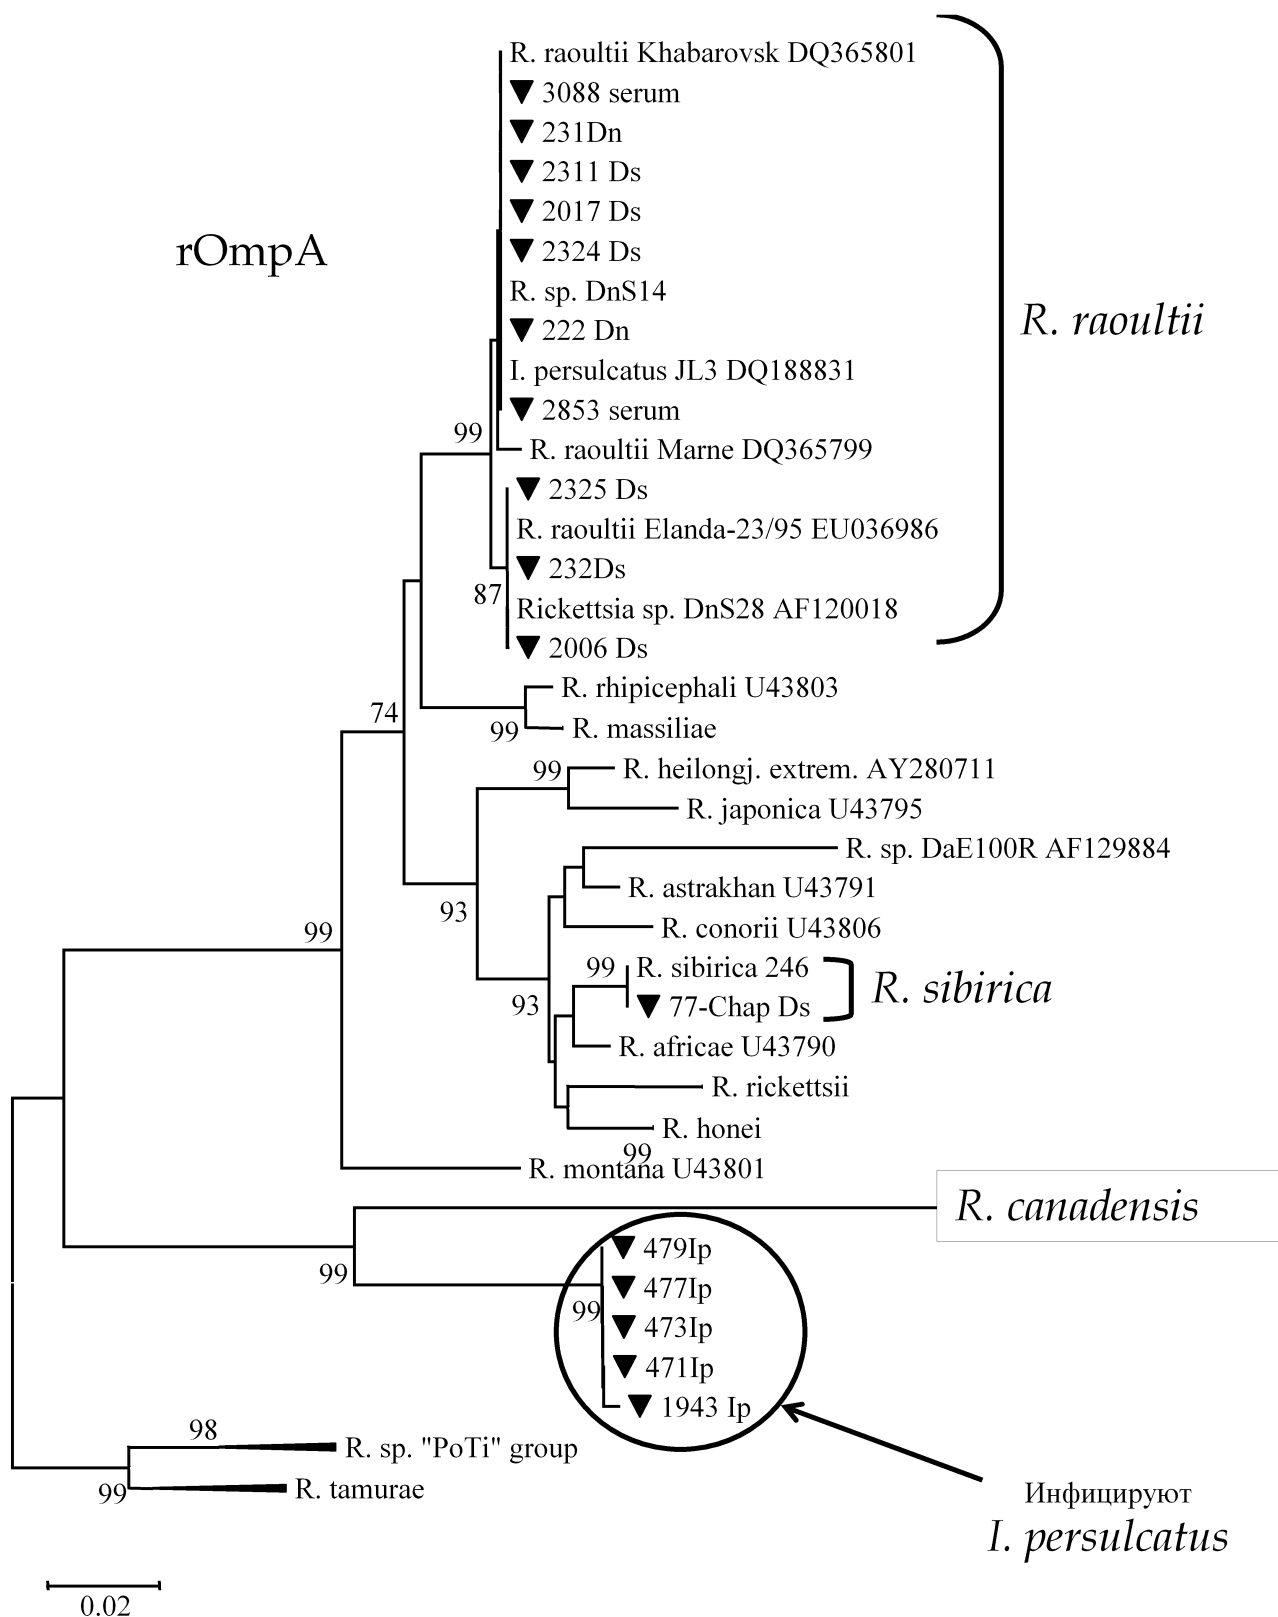 R. raoultii Khabarovsk DQ365801
3088 serum
231Dn
2311 Ds
2017 Ds
rOmpA
2324 Ds
R. sp. DnS14
R. raoultii
222 Dn
I. persulcatus JL3 DQ188831
2853 serum
99
R. raoultii Marne DQ365799
2325 Ds
R. raoultii Elanda-23/95 EU036986
232Ds
87
Rickettsia sp. DnS28 AF120018
2006 Ds
R. rhipicephali U43803
74
99
R. massiliae
99
R. heilongj. extrem. AY280711
R. japonica U43795
R. sp. DaE100R AF129884
R. astrakhan U43791
93
R. conorii U43806
99
99
R. sibirica 246
R. sibirica
93
77-Chap Ds
R. africae U43790
R. rickettsii
R. honei
99
R. montana U43801
R. canadensis
479Ip
99
477Ip
99
473Ip
471Ip
1943 Ip
98
R. sp. "PoTi" group
99
R. tamurae
Инфицируют
I. persulcatus
0.02